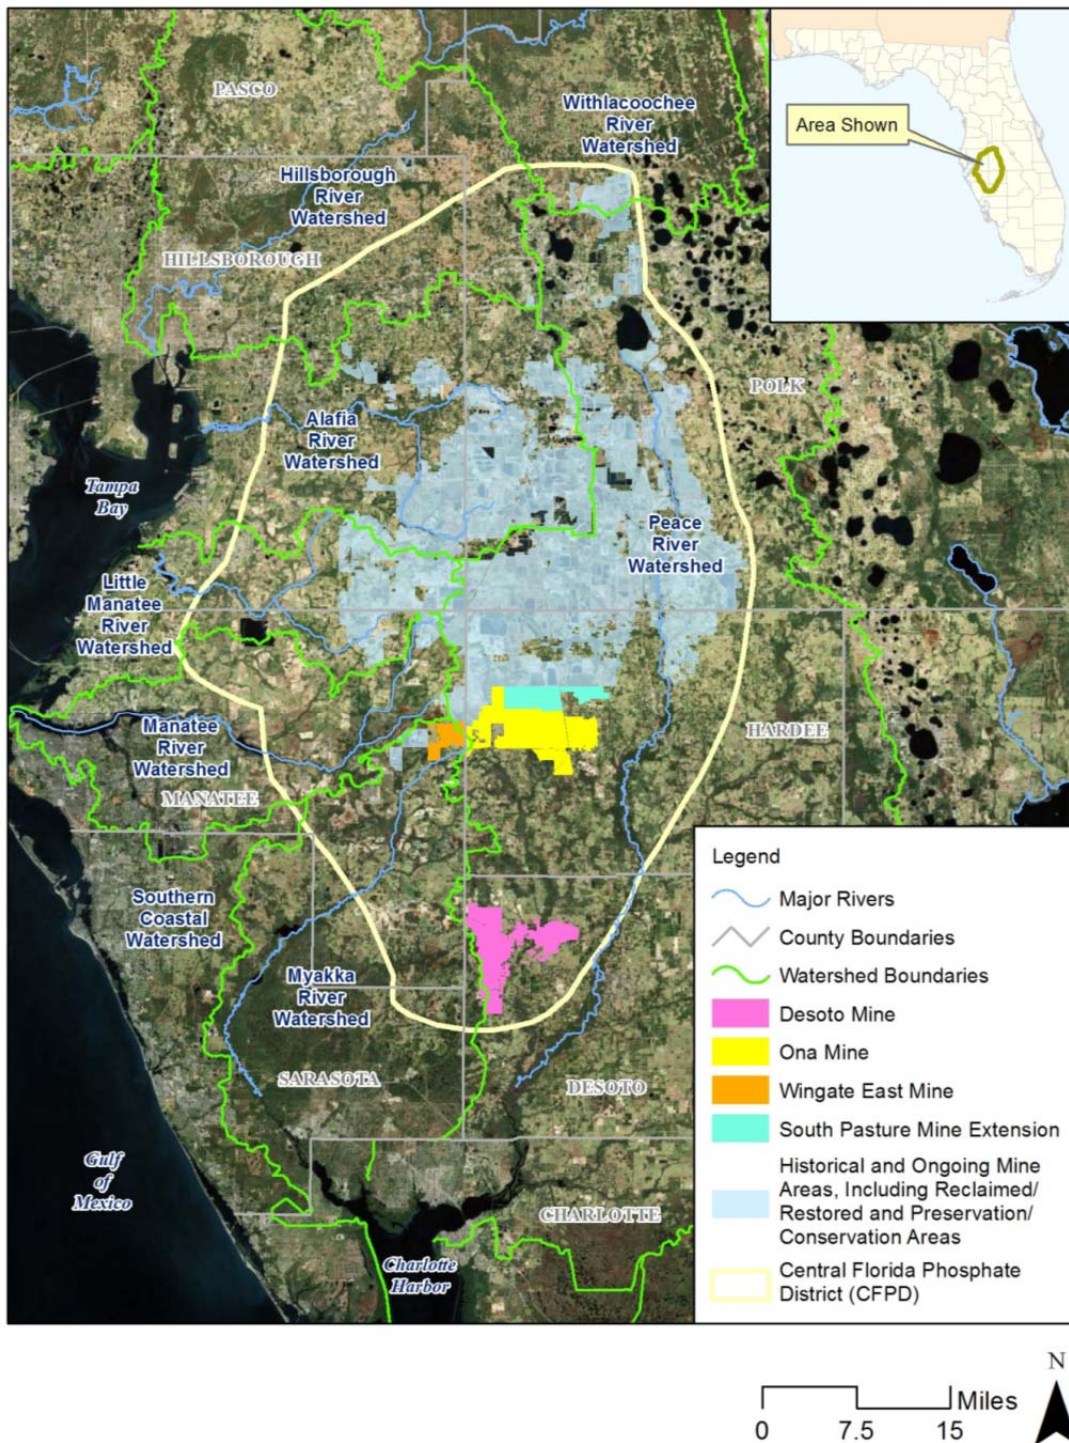 PASCO
Withlacoochee
River
Watershed
Area Shown
Hillsborough
River
Watershed
HILLSBOROUGH
POLK
Alafia
River
Watershed
Tampa
Bay
Peace
River
Watershed
Little
Manatee
River
Watershed
Manatee
River
Watershed
HARDEE
MANATEE
Southern
Coastal
Watershed
Myakka
River
Watershed
SARASOTA
DESOTO
Gulf
of
Mexico
CHARLOTTE
Charlotte
Harbor
Legend
Major Rivers
County Boundaries
Watershed Boundaries
Desoto Mine
Ona Mine
Wingate East Mine
South Pasture Mine Extension
Historical and Ongoing Mine
Areas, Including Reclaimed/
Restored and Preservation/
Conservation Areas
Central Florida Phosphate
District (CFPD)
N
Miles
0 7.5 15